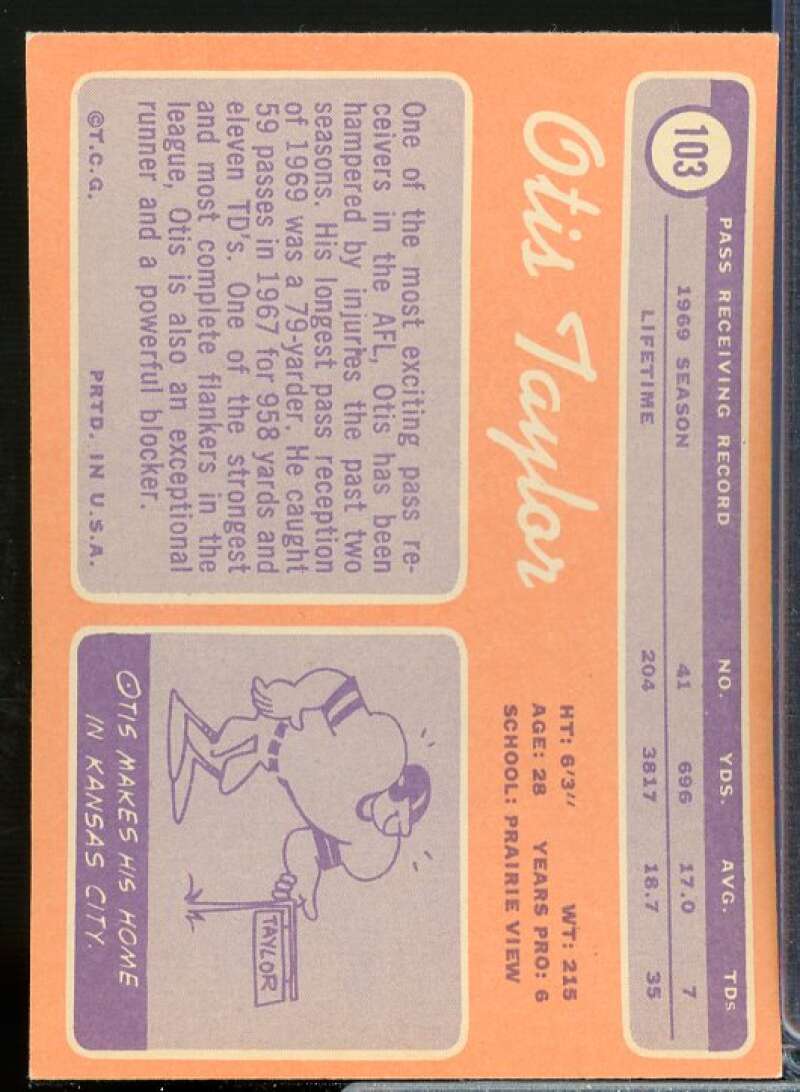 103
PASS RECEIVING RECORD NO. YDS. AVG. TDs
1969 SEASON 41 696 17.0 7
LIFETIME 204 3817 18.7 35
Otis Taylor
HT: 6'3" WT: 215
AGE: 28 YEARS PRO: 6
SCHOOL: PRAIRIE VIEW
One of the most exciting pass re-
ceivers in the AFL, Otis has been
hampered by injuries the past two
seasons. His longest pass reception
of 1969 was a 79-yarder. He caught
59 passes in 1967 for 958 yards and
eleven TD's. One of the strongest
and most complete flankers in the
league, Otis is also an exceptional
runner and a powerful blocker.
©T.C.G. PRTD. IN U.S.A.
TAYLOR
OTIS MAKES HIS HOME
IN KANSAS CITY.